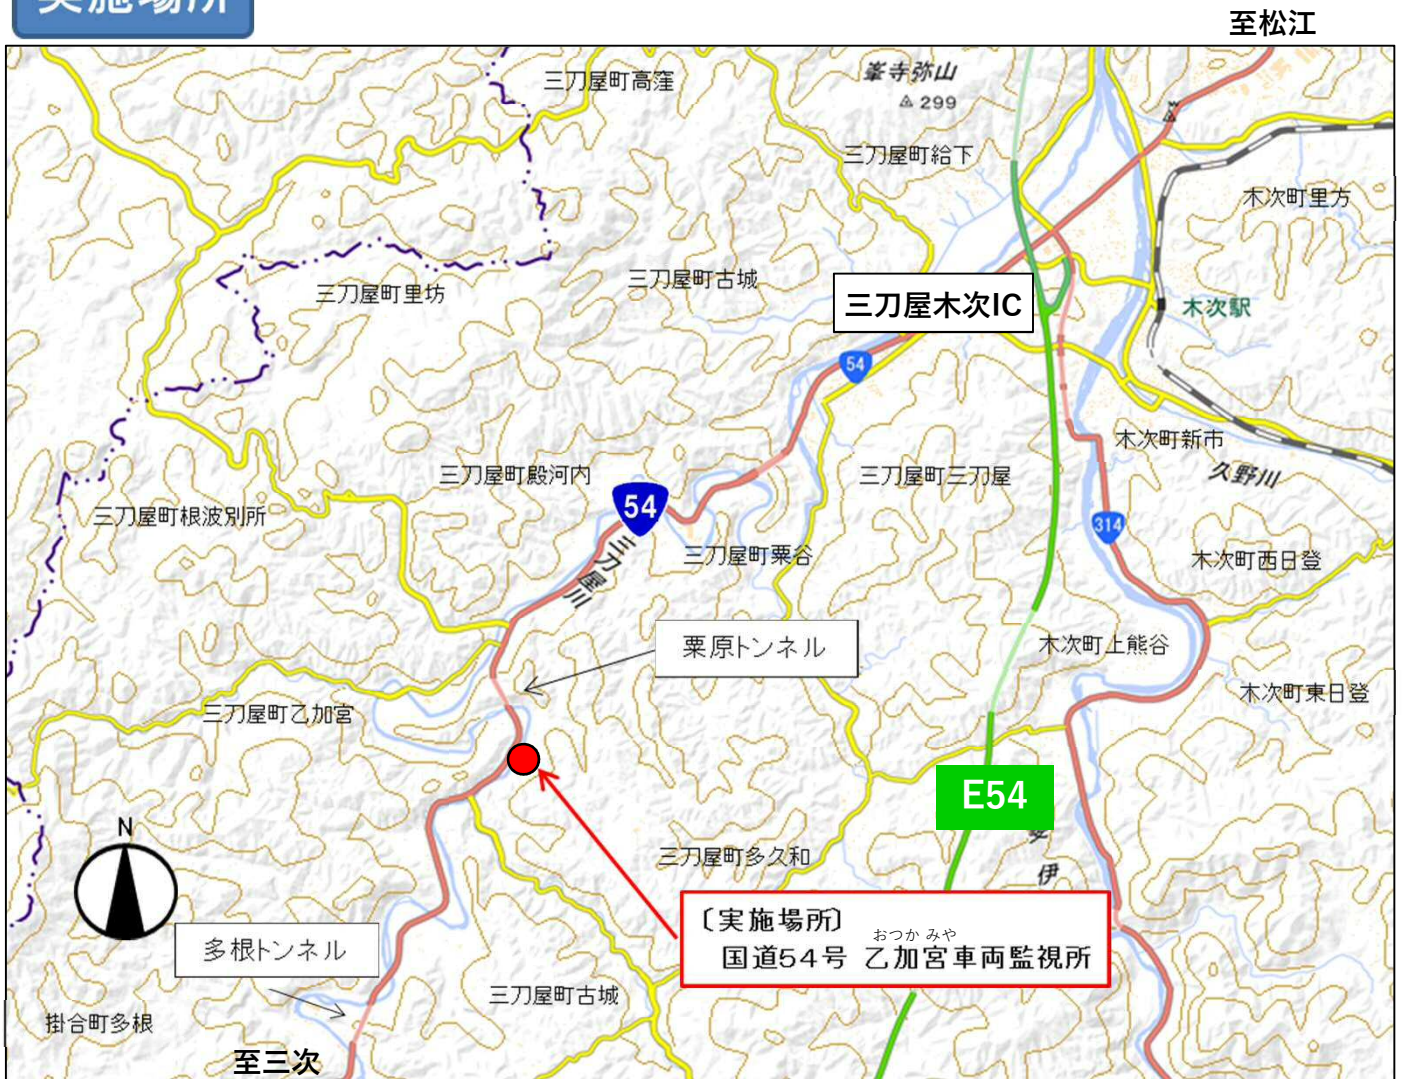 実施場所
至松江
三刀屋町高窪
峯寺弥山
299
三刀屋町給下
木次町里方
三刀屋町古城
三刀屋町里坊
三刀屋木次IC
木次駅
54
木次町新市
三刀屋町殿河内
三刀屋町三刀屋
久野川
54
三刀屋町根波別所
314
三刀屋町粟谷
木次町西日登
三刀屋川
栗原トンネル
木次町上熊谷
木次町東日登
三刀屋町乙加宮
E54
N
三刀屋町多久和
伊
〔実施場所〕
おつか みや
国道54号 乙加宮車両監視所
多根トンネル
三刀屋町古城
掛合町多根
至三次